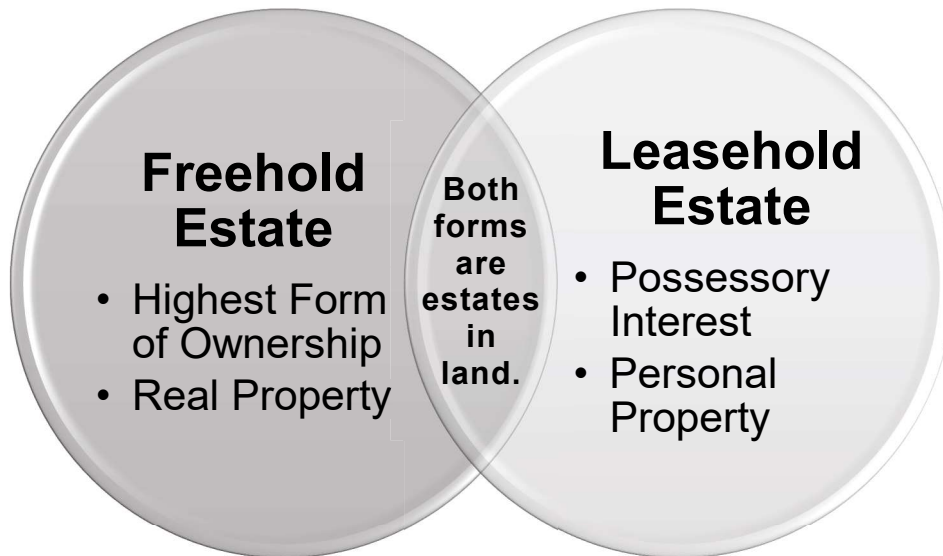 Freehold
Estate
• Highest Form
of Ownership
• Real Property
Both
forms
are
estates
in
land.
Leasehold
Estate
• Possessory
Interest
• Personal
Property